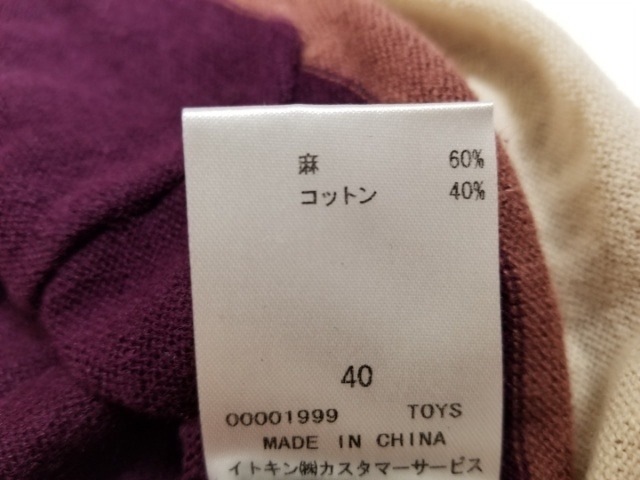 麻 60%
コットン 40%
40
00001999 TOYS
MADE IN CHINA
イトキン㈱カスタマーサービス